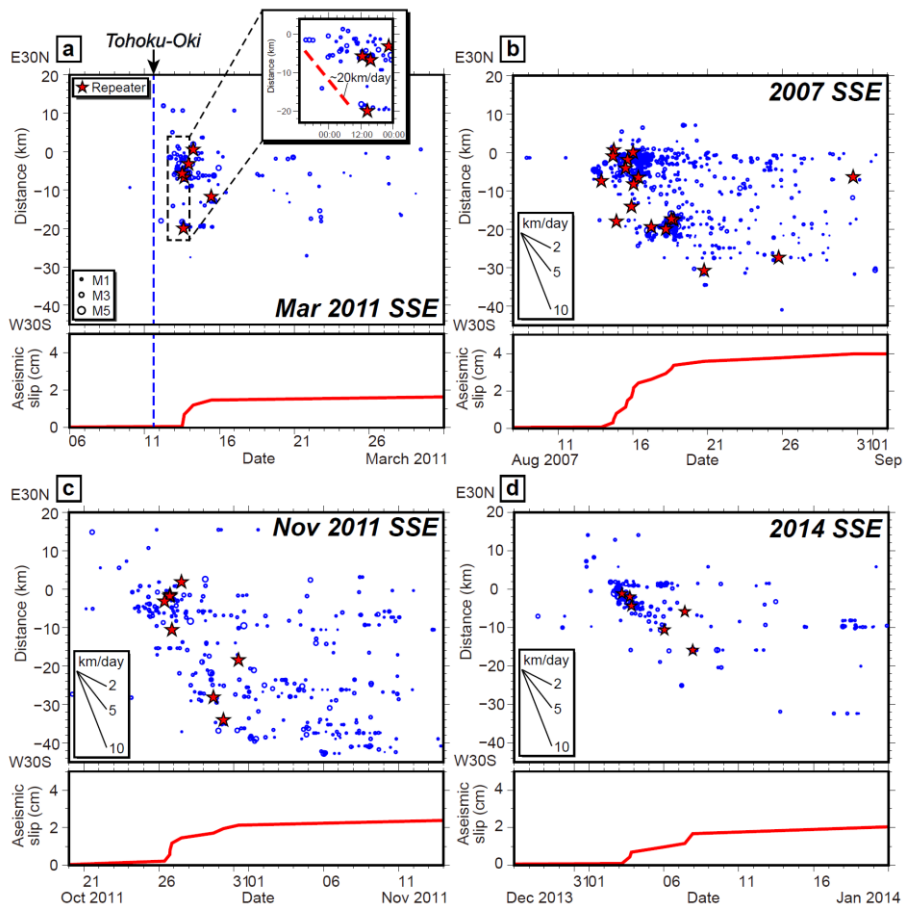 a
Tohoku-Oki
E30N
20
10
0
−10
−20
−30
−40
W30S
Distance (km)
Repeater
M1
M3
M5
Mar 2011 SSE
Distance (km)
0
−10
−20
~20km/day
00:00
12:00
00:00
Aseismic
slip (cm)
4
2
0
06
11
16
21
26
Date
March 2011
b
E30N
2007 SSE
20
10
0
−10
−20
−30
−40
W30S
Distance (km)
km/day
2
5
10
Aseismic
slip (cm)
4
2
0
11
16
21
26
31
01
Aug 2007
Date
Sep
c
E30N
Nov 2011 SSE
20
10
0
−10
−20
−30
−40
W30S
Distance (km)
km/day
2
5
10
Aseismic
slip (cm)
4
2
0
21
26
31
01
06
11
Oct 2011
Date
Nov 2011
d
E30N
2014 SSE
20
10
0
−10
−20
−30
−40
W30S
Distance (km)
km/day
2
5
10
Aseismic
slip (cm)
4
2
0
31
01
06
11
16
21
Dec 2013
Date
Jan 2014